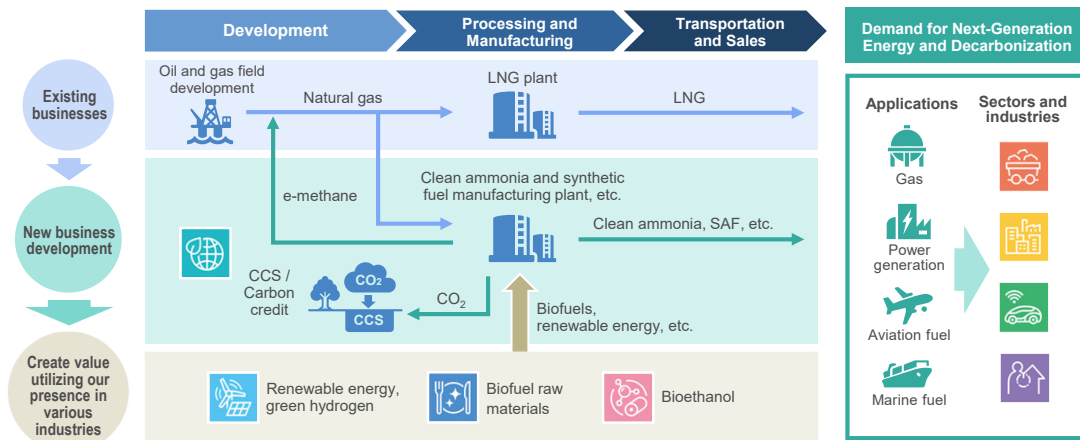 Development
Processing and
Manufacturing
Transportation
and Sales
Demand for Next-Generation
Energy and Decarbonization
Existing
businesses
Oil and gas field
development
Natural gas
LNG plant
LNG
New business
development
e-methane
Clean ammonia and synthetic
fuel manufacturing plant, etc.
Clean ammonia, SAF, etc.
CCS /
Carbon
credit
CO2
CCS
CO2
Biofuels,
renewable energy, etc.
Create value
utilizing our
presence in
various
industries
Renewable energy,
green hydrogen
Biofuel raw
materials
Bioethanol
Applications
Sectors and
industries
Gas
Power
generation
Aviation fuel
Marine fuel